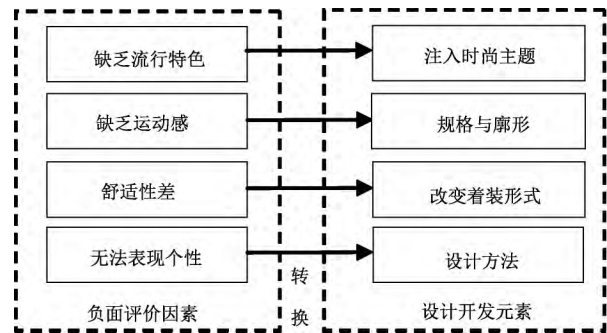 缺乏流行特色
注入时尚主题
缺乏运动感
规格与廓形
舒适性差
改变着装形式
无法表现个性
设计方法
转
换
负面评价因素
设计开发元素